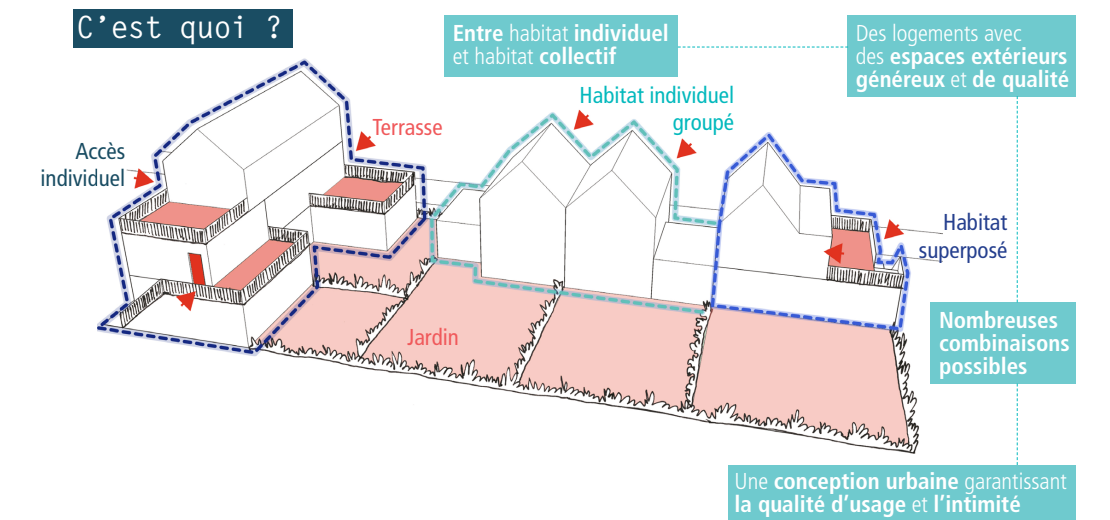 C'est quoi ?
Entre habitat individuel
et habitat collectif
Des logements avec
des espaces extérieurs
généreux et de qualité
Habitat individuel
groupé
Terrasse
Accès
individuel
Habitat
superposé
Jardin
Nombreuses
combinaisons
possibles
Une conception urbaine garantissant
la qualité d'usage et l'intimité